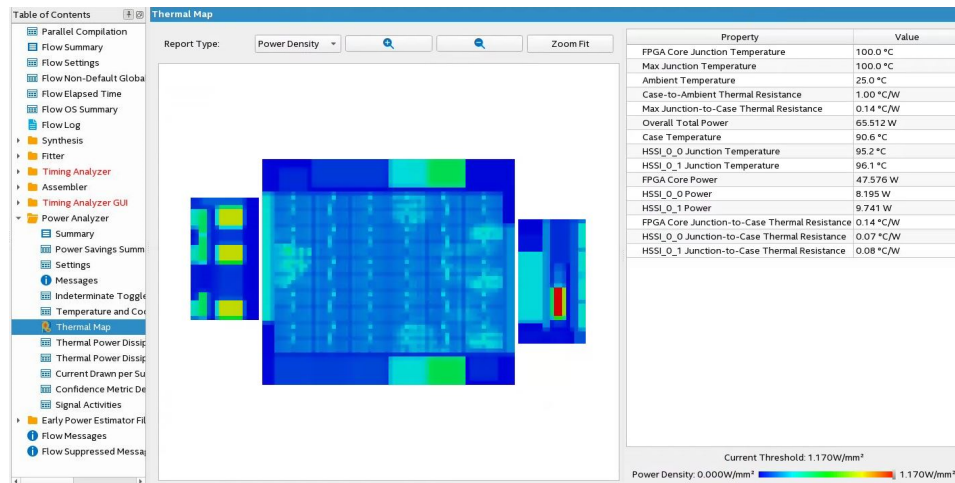 Table of Contents
Parallel Compilation
Flow Summary
Flow Settings
Flow Non-Default Globa
Flow Elapsed Time
Flow OS Summary
Flow Log
Synthesis
Fitter
Timing Analyzer
Assembler
Timing Analyzer GUI
Power Analyzer
Summary
Power Savings Summ
Settings
Messages
Indeterminate Toggle
Temperature and Coo
Thermal Map
Thermal Power Dissip
Thermal Power Dissip
Current Drawn per Su
Confidence Metric De
Signal Activities
Early Power Estimator Fil
Flow Messages
Flow Suppressed Messa
Thermal Map
Report Type: Power Density Zoom Fit
Property Value
FPGA Core Junction Temperature 100.0 °C
Max Junction Temperature 100.0 °C
Ambient Temperature 25.0 °C
Case-to-Ambient Thermal Resistance 1.00 °C/W
Max Junction-to-Case Thermal Resistance 0.14 °C/W
Overall Total Power 65.512 W
Case Temperature 90.6 °C
HSSI_0_0 Junction Temperature 95.2 °C
HSSI_0_1 Junction Temperature 96.1 °C
FPGA Core Power 47.576 W
HSSI_0_0 Power 8.195 W
HSSI_0_1 Power 9.741 W
FPGA Core Junction-to-Case Thermal Resistance 0.14 °C/W
HSSI_0_0 Junction-to-Case Thermal Resistance 0.07 °C/W
HSSI_0_1 Junction-to-Case Thermal Resistance 0.08 °C/W
Current Threshold: 1.170W/mm²
Power Density: 0.000W/mm² 1.170W/mm²